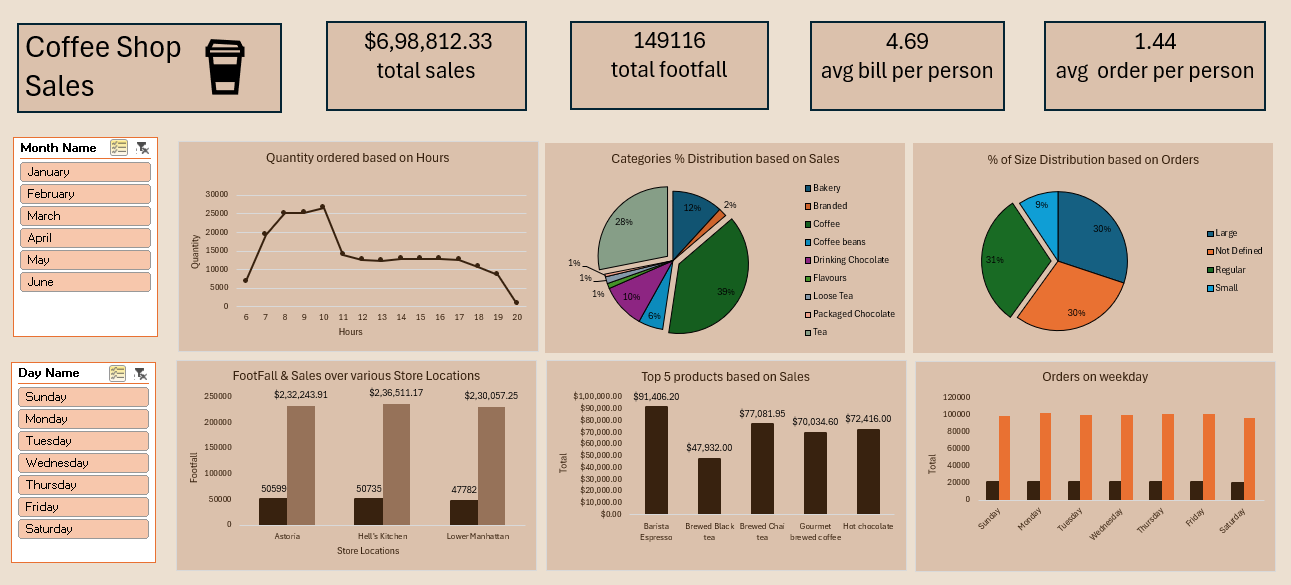 Coffee Shop
Sales
$6,98,812.33
total sales
149116
total footfall
4.69
avg bill per person
1.44
avg  order per person
Month Name
January
February
March
April
May
June
Quantity ordered based on Hours
Quantity
30000
25000
20000
15000
10000
5000
0
6 7 8 9 10 11 12 13 14 15 16 17 18 19 20
Hours
Categories % Distribution based on Sales
12%
2%
39%
6%
10%
1%
1%
1%
28%
Bakery
Branded
Coffee
Coffee beans
Drinking Chocolate
Flavours
Loose Tea
Packaged Chocolate
Tea
% of Size Distribution based on Orders
30%
30%
31%
9%
Large
Not Defined
Regular
Small
Day Name
Sunday
Monday
Tuesday
Wednesday
Thursday
Friday
Saturday
FootFall & Sales over various Store Locations
Footfall
250000
200000
150000
100000
50000
0
$2,32,243.91
$2,36,511.17
$2,30,057.25
50599
50735
47782
Astoria
Hell's Kitchen
Lower Manhattan
Store Locations
Top 5 products based on Sales
Total
$1,00,000.00
$90,000.00
$80,000.00
$70,000.00
$60,000.00
$50,000.00
$40,000.00
$30,000.00
$20,000.00
$10,000.00
$0.00
$91,406.20
$47,932.00
$77,081.95
$70,034.60
$72,416.00
Barista
Espresso
Brewed Black
tea
Brewed Chai
tea
Gourmet
brewed coffee
Hot chocolate
Orders on weekday
Total
120000
100000
80000
60000
40000
20000
0
Sunday
Monday
Tuesday
Wednesday
Thursday
Friday
Saturday